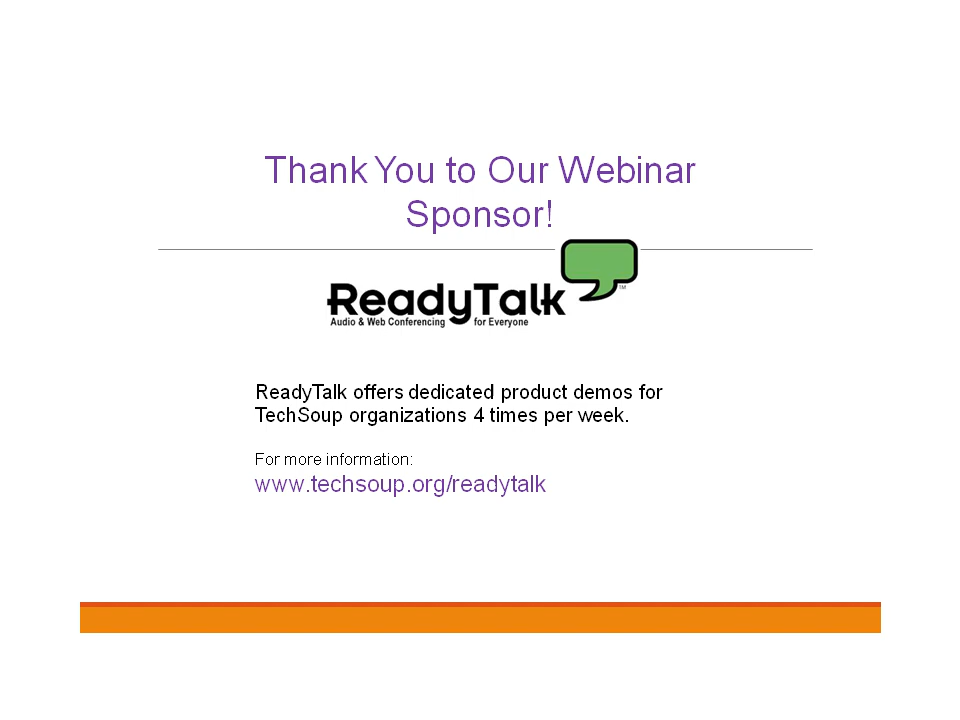 Thank You to Our Webinar
Sponsor!
ReadyTalk™
Audio & Web Conferencing for Everyone
ReadyTalk offers dedicated product demos for
TechSoup organizations 4 times per week.
For more information:
www.techsoup.org/readytalk